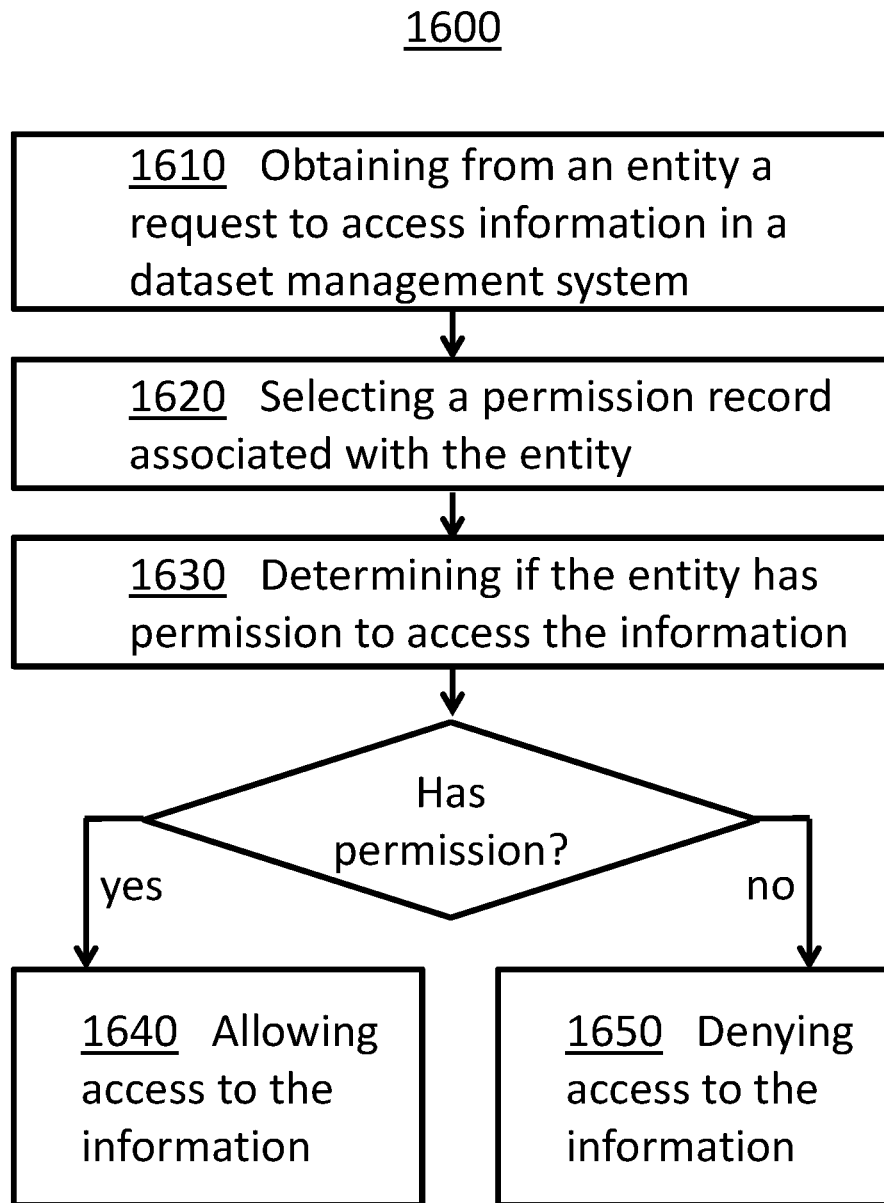 1600
1610 Obtaining from an entity a
request to access information in a
dataset management system
1620 Selecting a permission record
associated with the entity
1630 Determining if the entity has
permission to access the information
Has
permission?
yes
no
1640 Allowing
access to the
information
1650 Denying
access to the
information